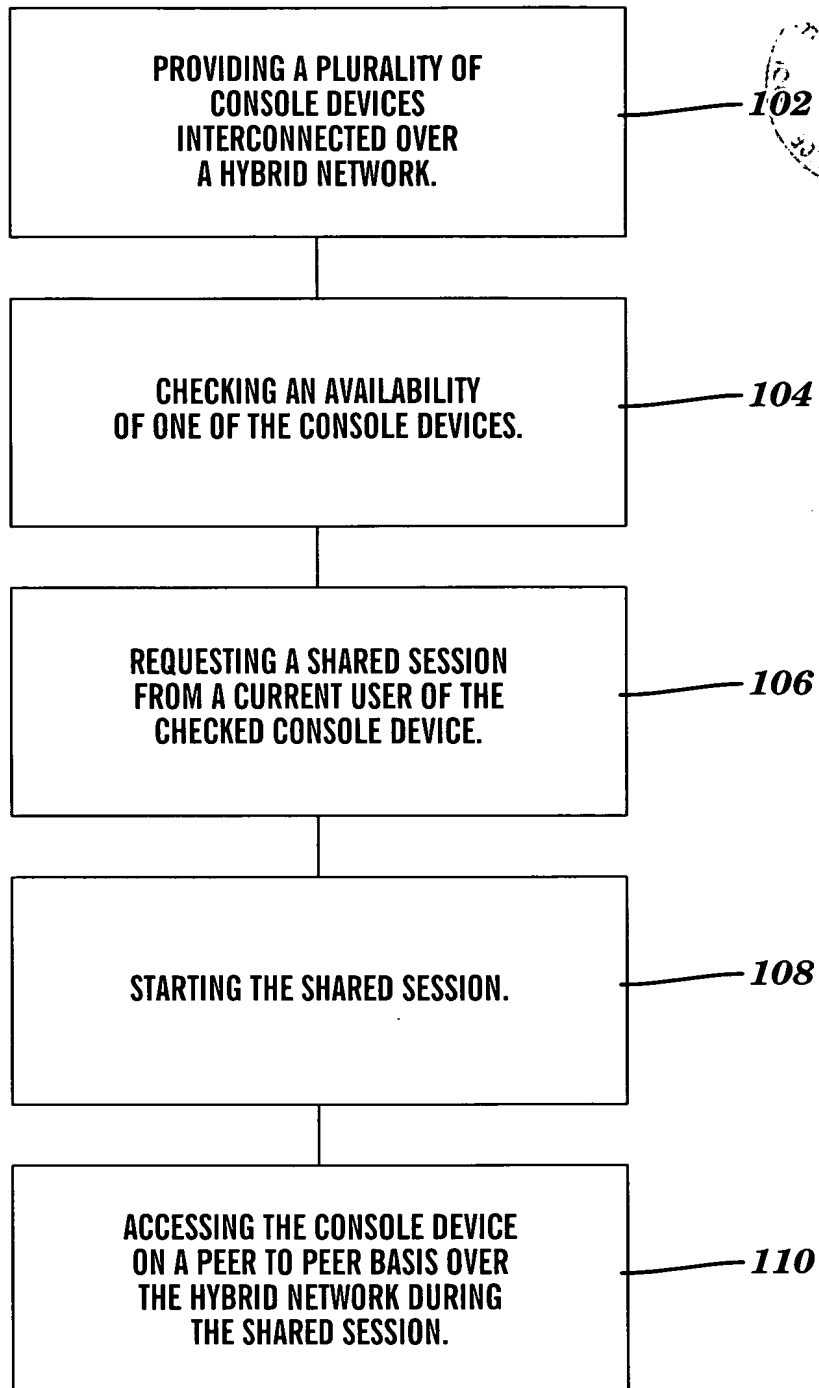 PROVIDING A PLURALITY OF
CONSOLE DEVICES
INTERCONNECTED OVER
A HYBRID NETWORK.
102
CHECKING AN AVAILABILITY
OF ONE OF THE CONSOLE DEVICES.
104
REQUESTING A SHARED SESSION
FROM A CURRENT USER OF THE
CHECKED CONSOLE DEVICE.
106
STARTING THE SHARED SESSION.
108
ACCESSING THE CONSOLE DEVICE
ON A PEER TO PEER BASIS OVER
THE HYBRID NETWORK DURING
THE SHARED SESSION.
110